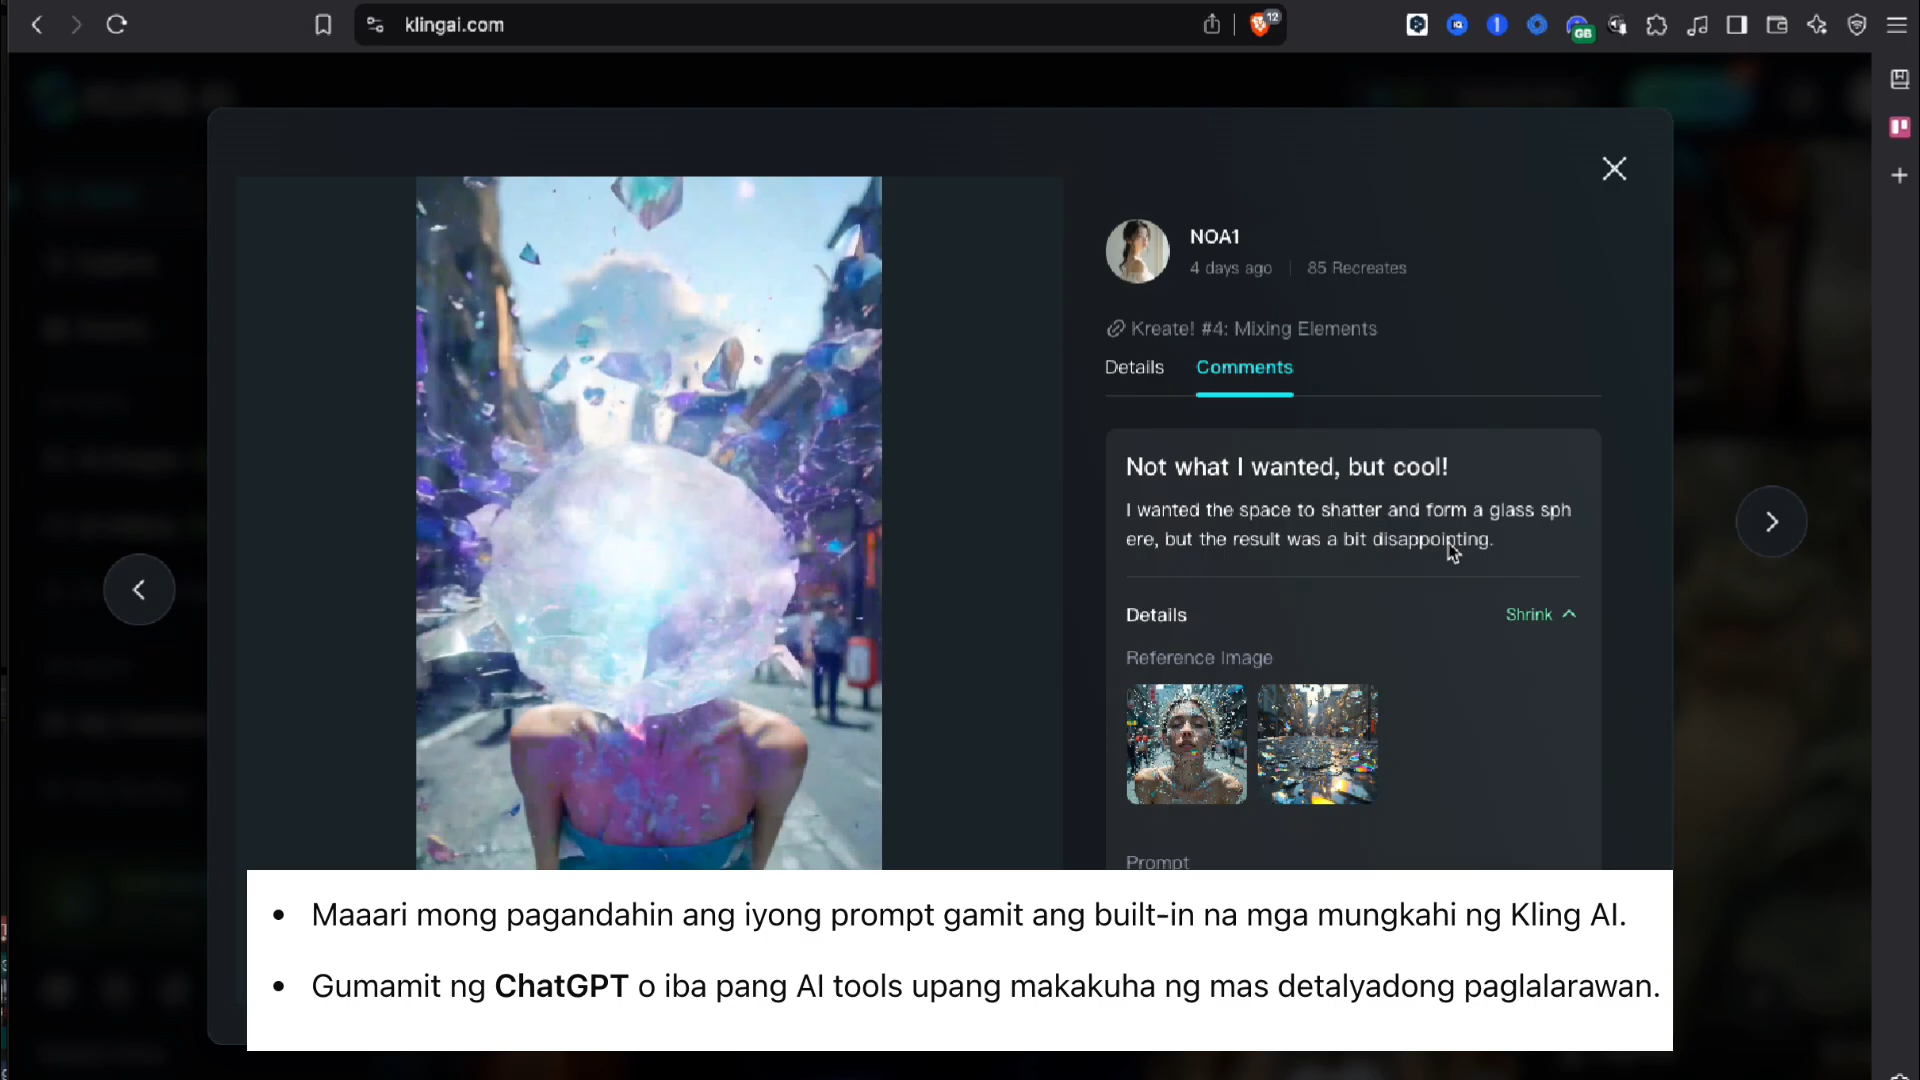 klingai.com
12
GB
NOA1
4 days ago | 85 Recreates
Kreate! #4: Mixing Elements
Details Comments
Not what I wanted, but cool!
I wanted the space to shatter and form a glass sph
ere, but the result was a bit disappointing.
Details Shrink
Reference Image
Prompt
• Maaari mong pagandahin ang iyong prompt gamit ang built-in na mga mungkahi ng Kling AI.
• Gumamit ng ChatGPT o iba pang AI tools upang makakuha ng mas detalyadong paglalarawan.